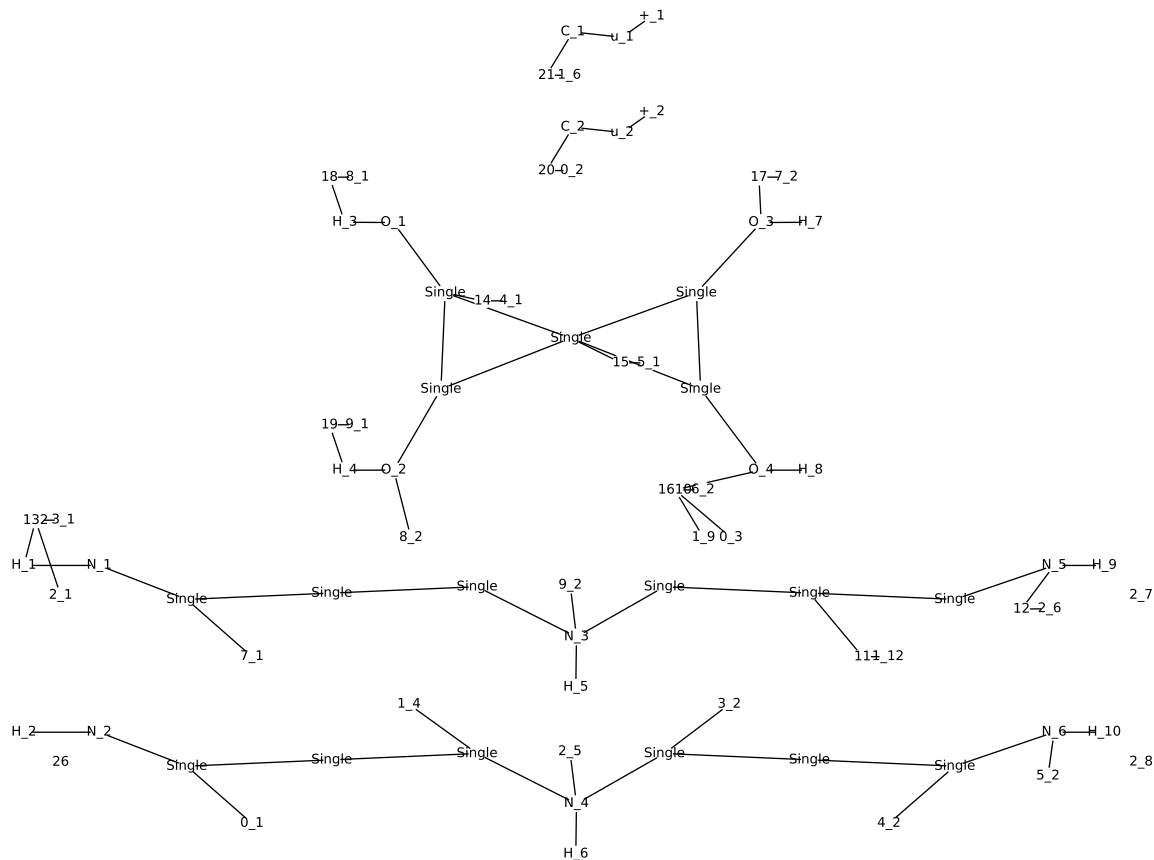 +_1
C_1 u_1
21 1_6
+_2
C_2 u_2
20 0_2
18 8_1 17 7_2
H_3 O_1 O_3 H_7
Single 14 4_1 Single
Single
15 5_1
Single Single
19 9_1
H_4 O_2 O_4 H_8
6_2
8_2 1_9 0_3
3_1
H_1 N_1 N_5 H_9
2_1 Single Single Single 9_2 Single Single Single 12 2_6 2_7
N_3
7_1 1_12
H_5
1_4 3_2
H_2 N_2 N_6 H_10
26 Single Single Single 2_5 Single Single Single 5_2 2_8
N_4
0_1 4_2
H_6